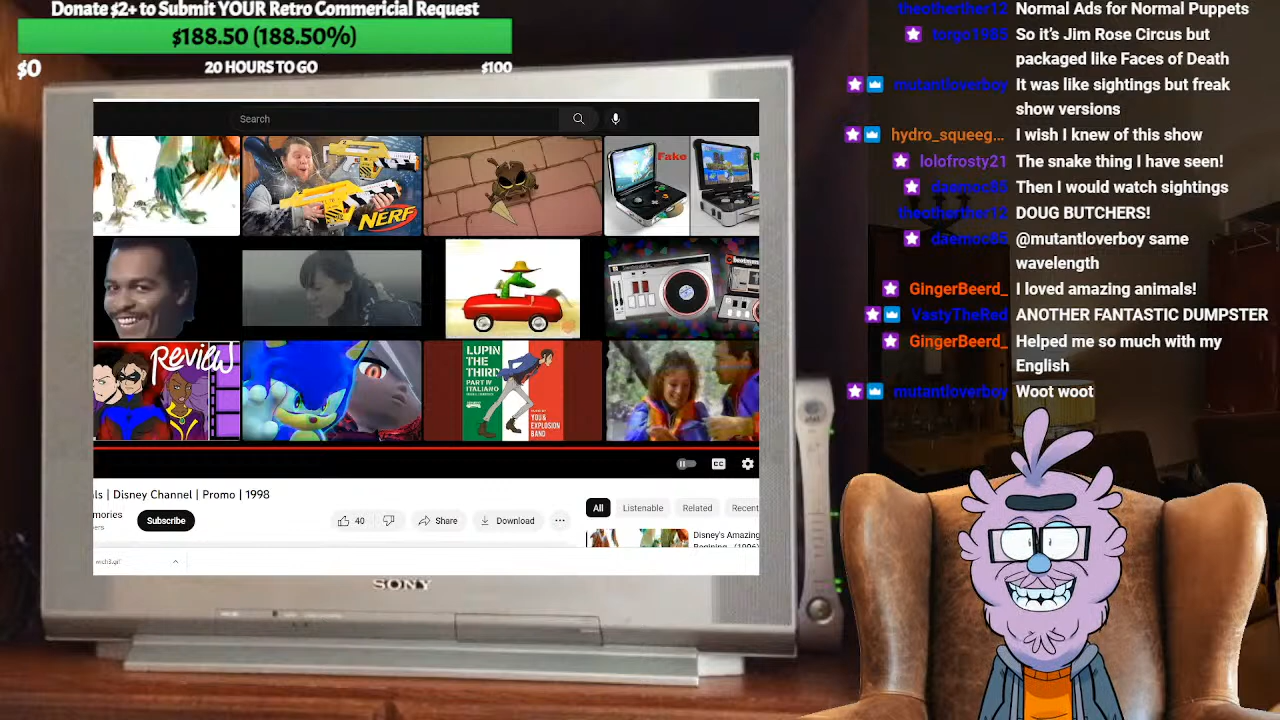 Donate $2+ to Submit YOUR Retro Commericial Request
$188.50 (188.50%)
$0
20 HOURS TO GO
$100
Search
NERF
Fake
Review
LUPIN
THE
THIRD
PART IV
ITALIANO
YOU &
EXPLOSION
BAND
CC
ls | Disney Channel | Promo | 1998
mories
Subscribe
40
Share
Download
All
Listenable
Related
Recent
Disney's Amazing
SONY
theotherther12 Normal Ads for Normal Puppets
torgo1985 So it's Jim Rose Circus but
packaged like Faces of Death
mutantloverboy It was like sightings but freak
show versions
hydro_squeeg... I wish I knew of this show
lolofrosty21 The snake thing I have seen!
daemoc85 Then I would watch sightings
theotherther12 DOUG BUTCHERS!
daemoc85 @mutantloverboy same
wavelength
GingerBeerd_ I loved amazing animals!
VastyTheRed ANOTHER FANTASTIC DUMPSTER
GingerBeerd_ Helped me so much with my
English
mutantloverboy Woot woot